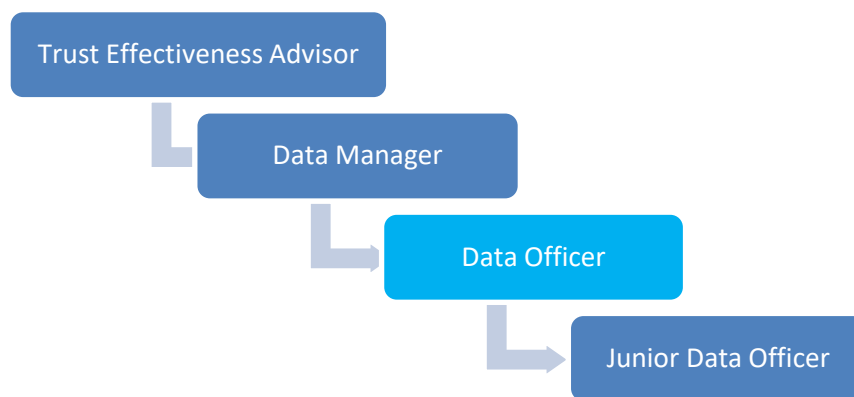 Trust Effectiveness Advisor
Data Manager
Data Officer
Junior Data Officer